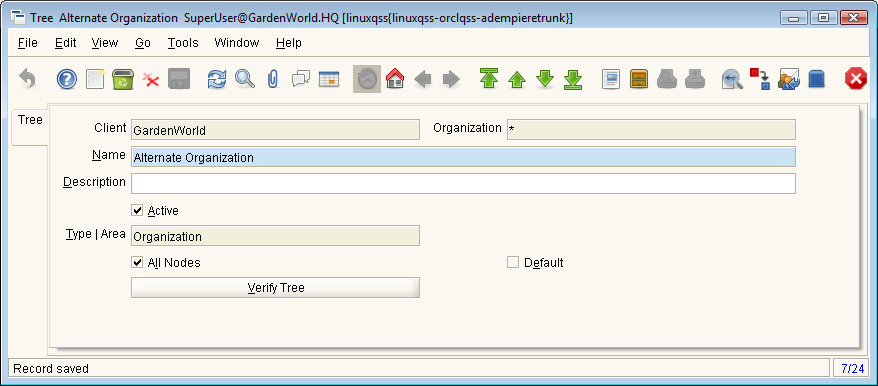 Tree  Alternate Organization  SuperUser@GardenWorld.HQ [linuxqss{linuxqss-orclqss-adempieretrunk}]
File Edit View Go Tools Window Help
Tree
Client GardenWorld Organization *
Name Alternate Organization
Description
Active
Type | Area Organization
All Nodes Default
Verify Tree
Record saved 7/24